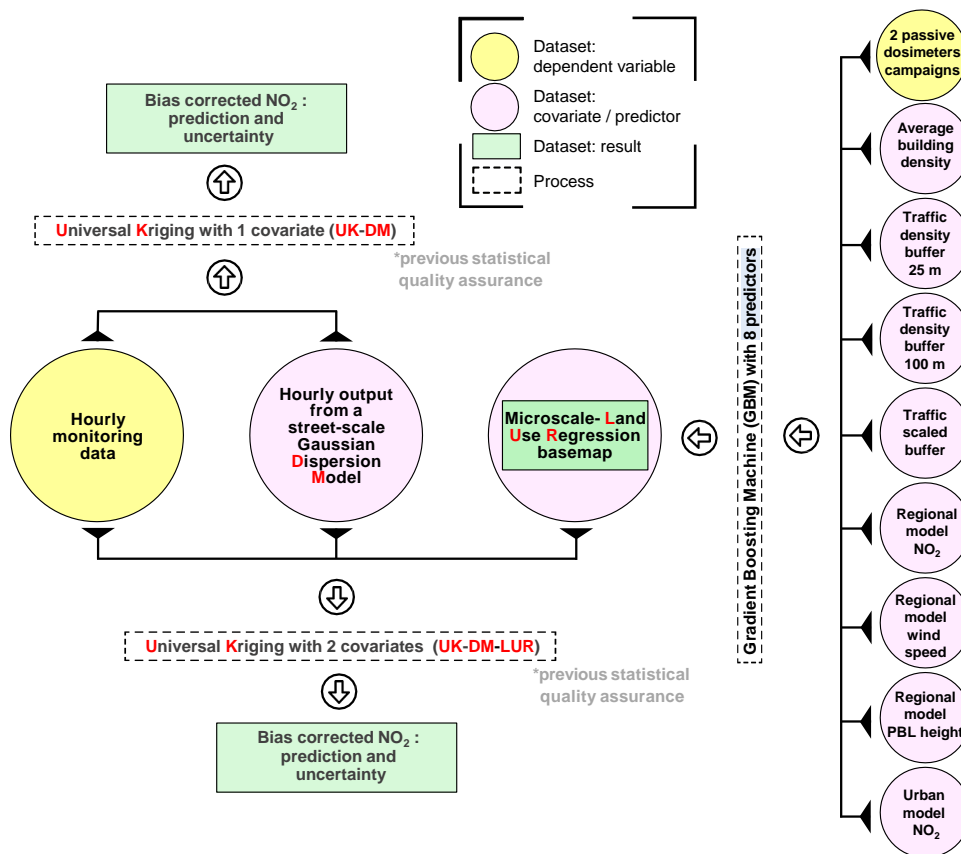 Dataset:
dependent variable
Dataset:
covariate / predictor
Dataset: result
Process
Bias corrected NO₂ :
prediction and
uncertainty
Universal Kriging with 1 covariate (UK-DM)
*previous statistical
quality assurance
Hourly
monitoring
data
Hourly output
from a
street-scale
Gaussian
Dispersion
Model
Microscale- Land
Use Regression
basemap
Universal Kriging with 2 covariates (UK-DM-LUR)
*previous statistical
quality assurance
Bias corrected NO₂ :
prediction and
uncertainty
Gradient Boosting Machine (GBM) with 8 predictors
2 passive
dosimeters
campaigns
Average
building
density
Traffic
density
buffer
25 m
Traffic
density
buffer
100 m
Traffic
scaled
buffer
Regional
model
NO₂
Regional
model
wind
speed
Regional
model
PBL height
Urban
model
NO₂